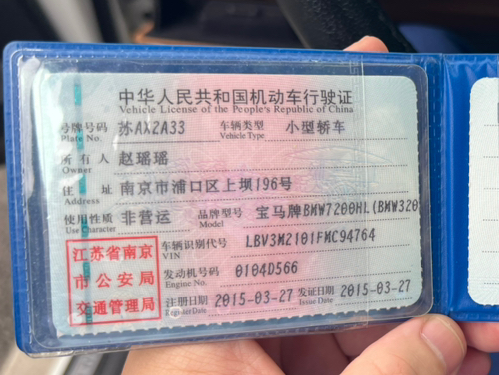 中华人民共和国机动车行驶证
Vehicle License of the People's Republic of China
号牌号码 苏AX2A33 车辆类型 小型轿车
Plate No. Vehicle Type
所有人 赵瑶瑶
Owner
住址 南京市浦口区上坝196号
Address
使用性质 非营运 品牌型号 宝马牌BMW7200HL(BMW320
Use Character Model
江苏省南京
市公安局
交通管理局
车辆识别代号 LBV3M2101FMC94764
VIN
发动机号码 0104D566
Engine No.
注册日期 2015-03-27 发证日期 2015-03-27
Register Date Issue Date